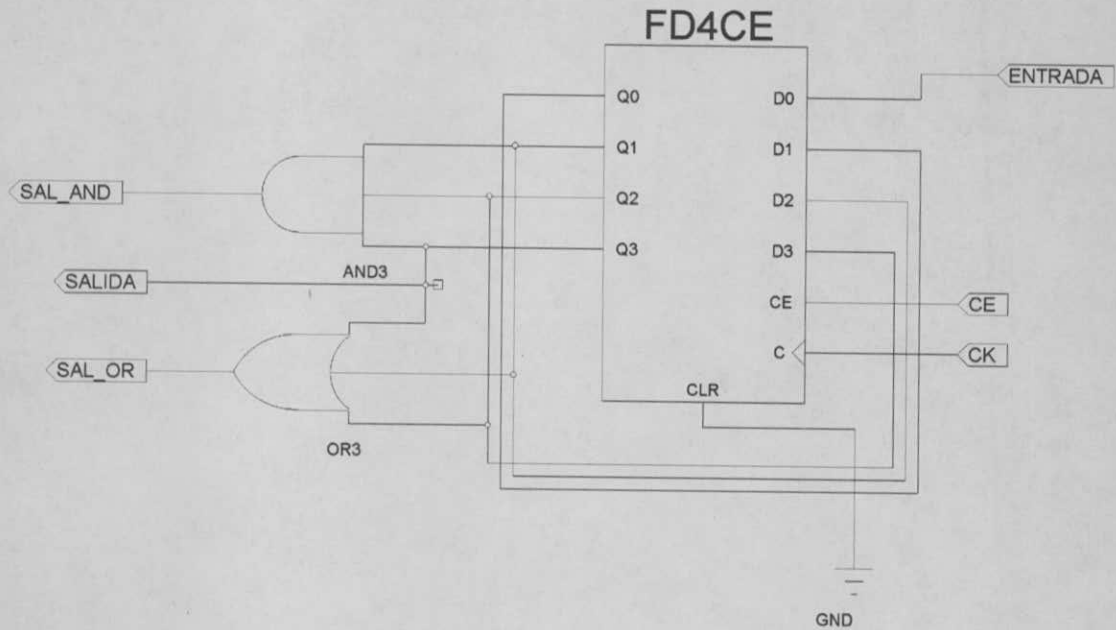 FD4CE
ENTRADA
Q0
D0
Q1
D1
SAL_AND
Q2
D2
Q3
D3
AND3
SALIDA
CE
CE
SAL_OR
C
CK
CLR
OR3
GND